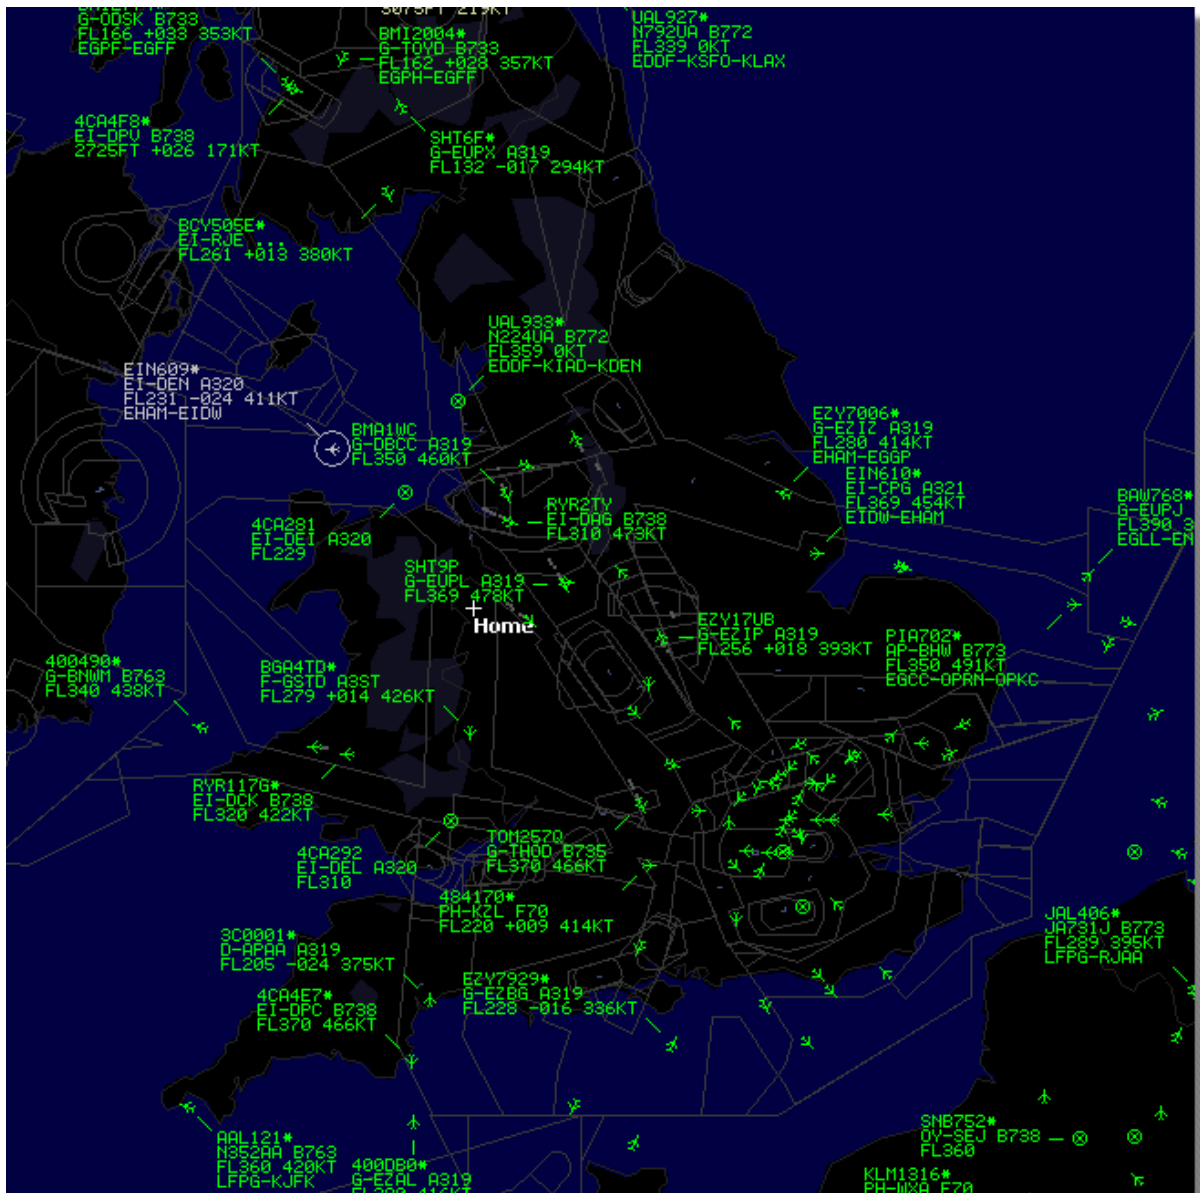 G-ODSK B733
FL166 +033 353KT
EGPF-EGFF
3075FT 219KT
BMI2004*
G-TOYD B733
FL162 +028 357KT
EGPH-EGFF
UAL927*
N792UA B772
FL339 0KT
EDDF-KSFO-KLAX
4CA4F8*
EI-DPV B738
2725FT +026 171KT
SHT6F*
G-EUPX A319
FL132 -017 294KT
BCY505E*
EI-RJE ...
FL261 +013 380KT
UAL933*
N224UA B772
FL359 0KT
EDDF-KIAD-KDEN
EIN609*
EI-DEN A320
FL231 -024 411KT
EHAM-EIDW
BMA1WC
G-DBCC A319
FL350 460KT
EZY7006*
G-EZIZ A319
FL280 414KT
EHAM-EGGP
EIN610*
EI-CPG A321
FL369 454KT
EIDW-EHAM
BAW768*
G-EUPJ
FL390 3
EGLL-EN
RYR2TY
EI-DAG B738
FL310 473KT
4CA281
EI-DEI A320
FL229
SHT9P
G-EUPL A319
FL369 478KT
Home
EZY17UB
G-EZIP A319
FL256 +018 393KT
PIA702*
AP-BHW B773
FL350 491KT
EGCC-OPRN-OPKC
400490*
G-BNWM B763
FL340 438KT
BGA4TD*
F-GSTD A3ST
FL279 +014 426KT
RYR117G*
EI-DCK B738
FL320 422KT
TOM257Q
G-THOD B735
FL370 466KT
4CA292
EI-DEL A320
FL310
484170*
PH-KZL F70
FL220 +009 414KT
JAL406*
JA731J B773
FL289 395KT
LFPG-RJAA
3C0001*
D-APAA A319
FL205 -024 375KT
EZY7929*
G-EZBG A319
FL228 -016 336KT
4CA4E7*
EI-DPC B738
FL370 466KT
AAL121*
N352AA B763
FL360 420KT
LFPG-KJFK
400DB0*
G-EZAL A319
SNB752*
OY-SEJ B738
FL360
KLM1316*
PH-WXA F70